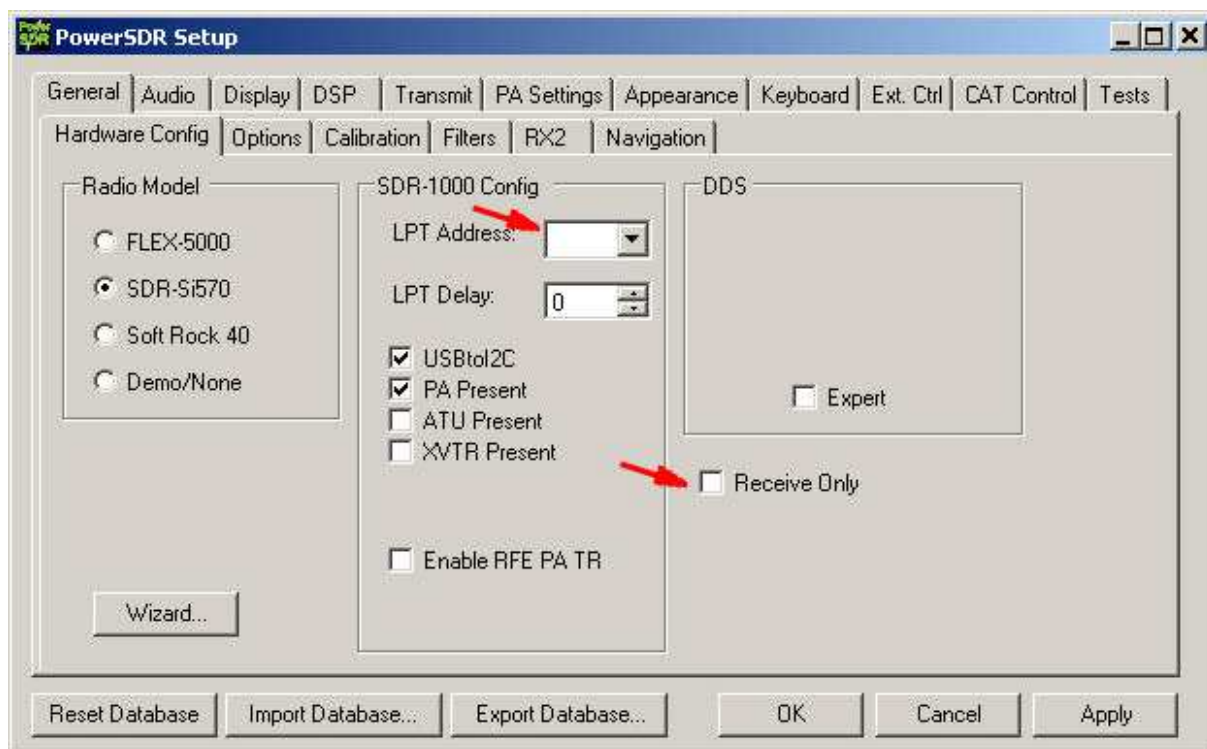 PowerSDR Setup
General Audio Display DSP Transmit PA Settings Appearance Keyboard Ext. Ctrl CAT Control Tests
Hardware Config Options Calibration Filters RX2 Navigation
Radio Model
FLEX-5000
SDR-Si570
Soft Rock 40
Demo/None
Wizard...
SDR-1000 Config
LPT Address:
LPT Delay: 0
USBtoI2C
PA Present
ATU Present
XVTR Present
Enable RFE PA TR
DDS
Expert
Receive Only
Reset Database Import Database... Export Database... OK Cancel Apply